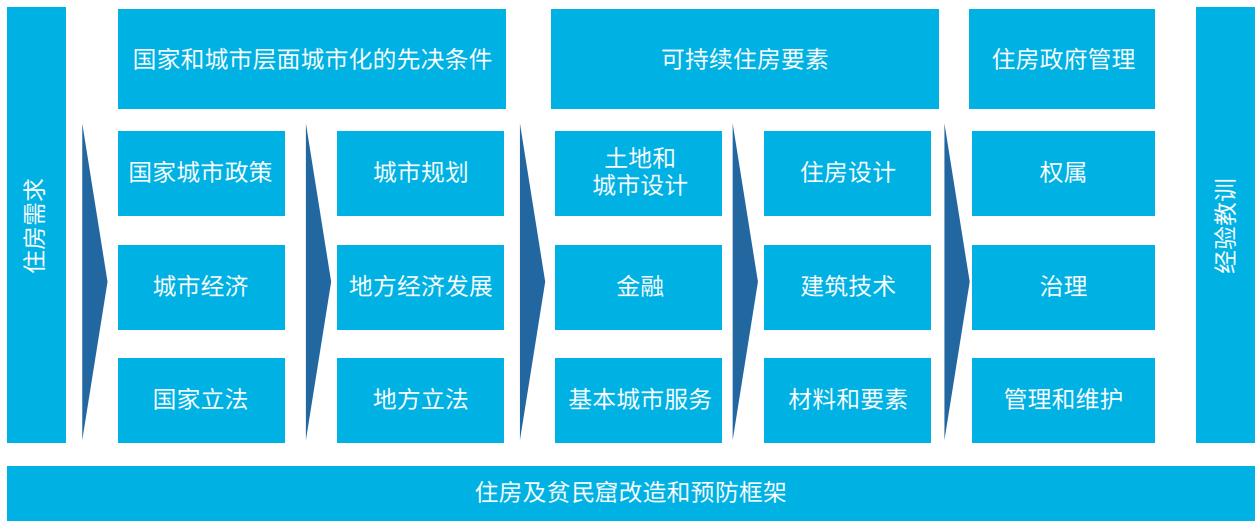 住房需求
国家和城市层面城市化的先决条件
可持续住房要素
住房政府管理
国家城市政策
城市规划
土地和
城市设计
住房设计
权属
城市经济
地方经济发展
金融
建筑技术
治理
国家立法
地方立法
基本城市服务
材料和要素
管理和维护
经验教训
住房及贫民窟改造和预防框架